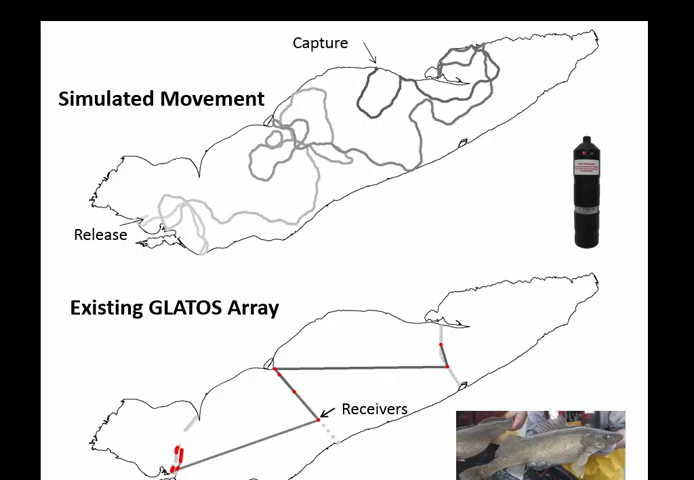 Capture
Simulated Movement
Release
Existing GLATOS Array
Receivers